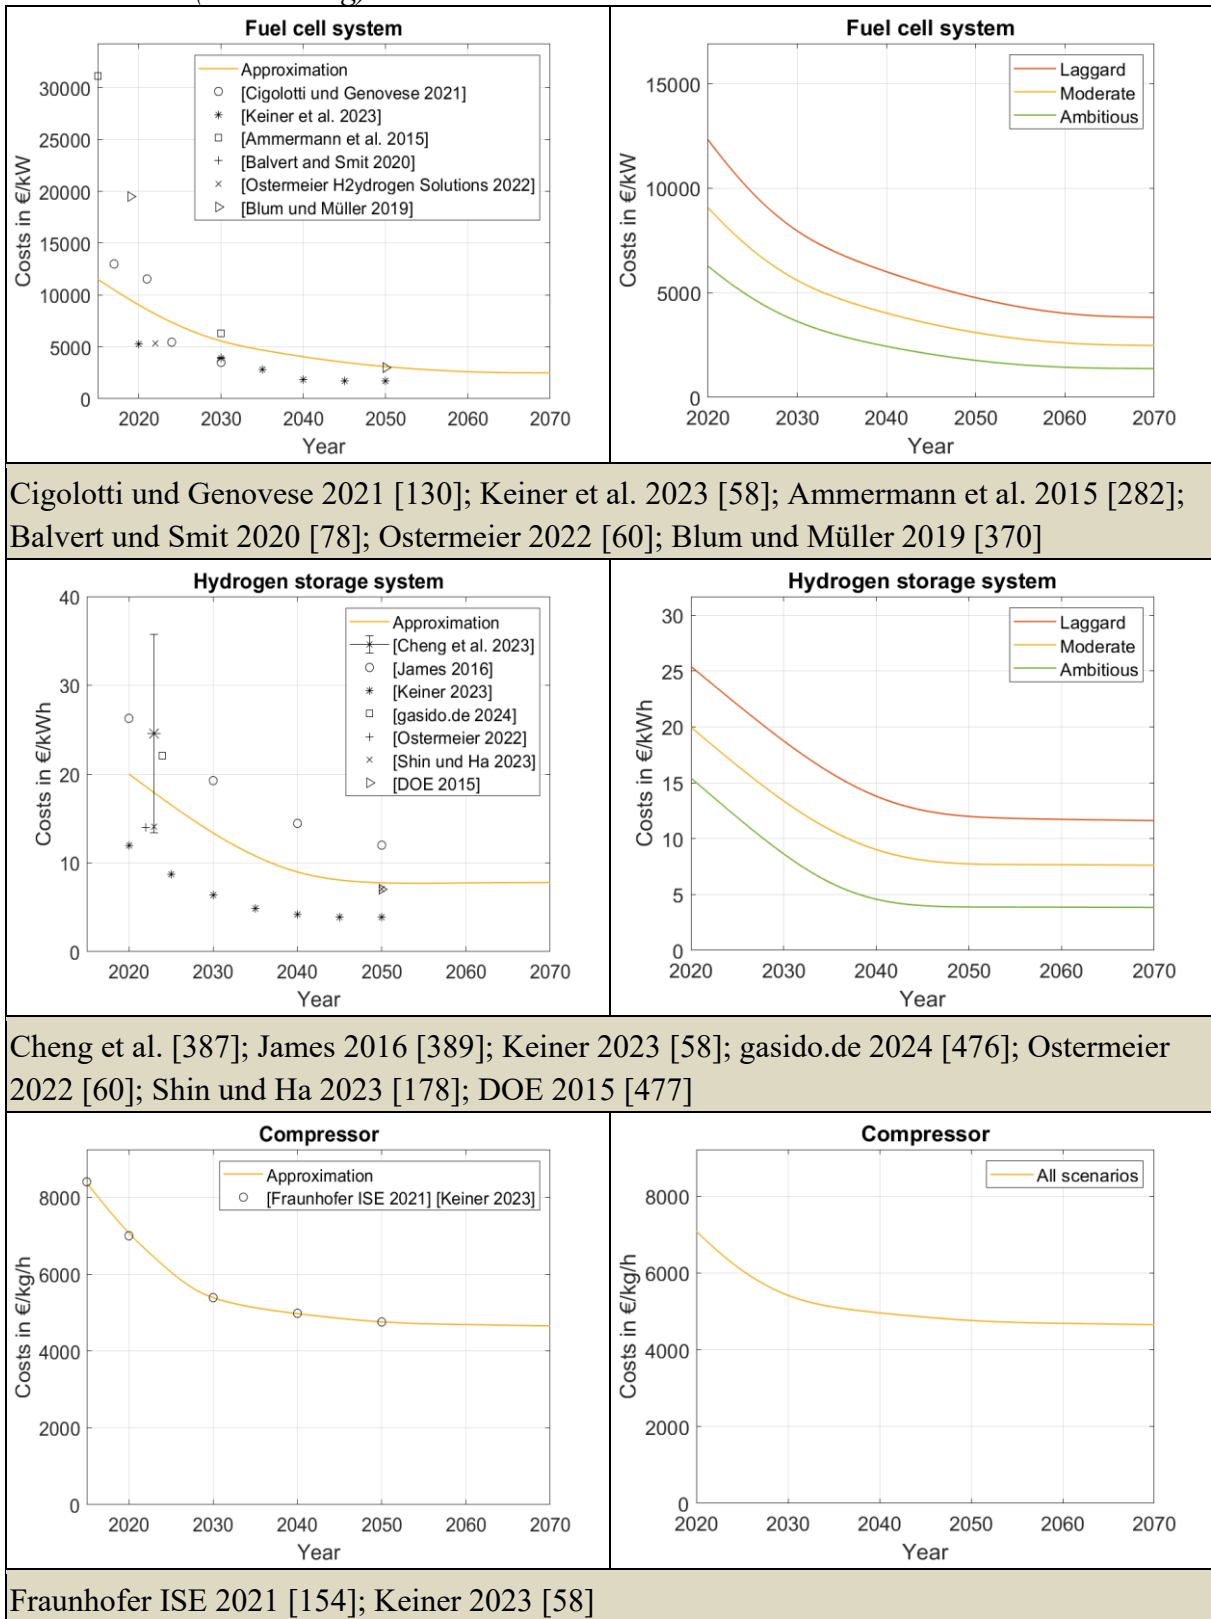 Fuel cell system
Approximation
[Cigolotti und Genovese 2021]
[Keiner et al. 2023]
[Ammermann et al. 2015]
[Balvert and Smit 2020]
[Ostermeier H2ydrogen Solutions 2022]
[Blum und Müller 2019]
30000
25000
20000
15000
10000
5000
0
Costs in €/kW
2020 2030 2040 2050 2060 2070
Year
Fuel cell system
Laggard
Moderate
Ambitious
15000
10000
5000
0
Costs in €/kW
2020 2030 2040 2050 2060 2070
Year
Cigolotti und Genovese 2021 [130]; Keiner et al. 2023 [58]; Ammermann et al. 2015 [282];
Balvert und Smit 2020 [78]; Ostermeier 2022 [60]; Blum und Müller 2019 [370]
Hydrogen storage system
Approximation
[Cheng et al. 2023]
[James 2016]
[Keiner 2023]
[gasido.de 2024]
[Ostermeier 2022]
[Shin und Ha 2023]
[DOE 2015]
40
30
20
10
0
Costs in €/kWh
2020 2030 2040 2050 2060 2070
Year
Hydrogen storage system
Laggard
Moderate
Ambitious
30
25
20
15
10
5
0
Costs in €/kWh
2020 2030 2040 2050 2060 2070
Year
Cheng et al. [387]; James 2016 [389]; Keiner 2023 [58]; gasido.de 2024 [476]; Ostermeier
2022 [60]; Shin und Ha 2023 [178]; DOE 2015 [477]
Compressor
Approximation
[Fraunhofer ISE 2021] [Keiner 2023]
8000
6000
4000
2000
0
Costs in €/kg/h
2020 2030 2040 2050 2060 2070
Year
Compressor
All scenarios
8000
6000
4000
2000
0
Costs in €/kg/h
2020 2030 2040 2050 2060 2070
Year
Fraunhofer ISE 2021 [154]; Keiner 2023 [58]